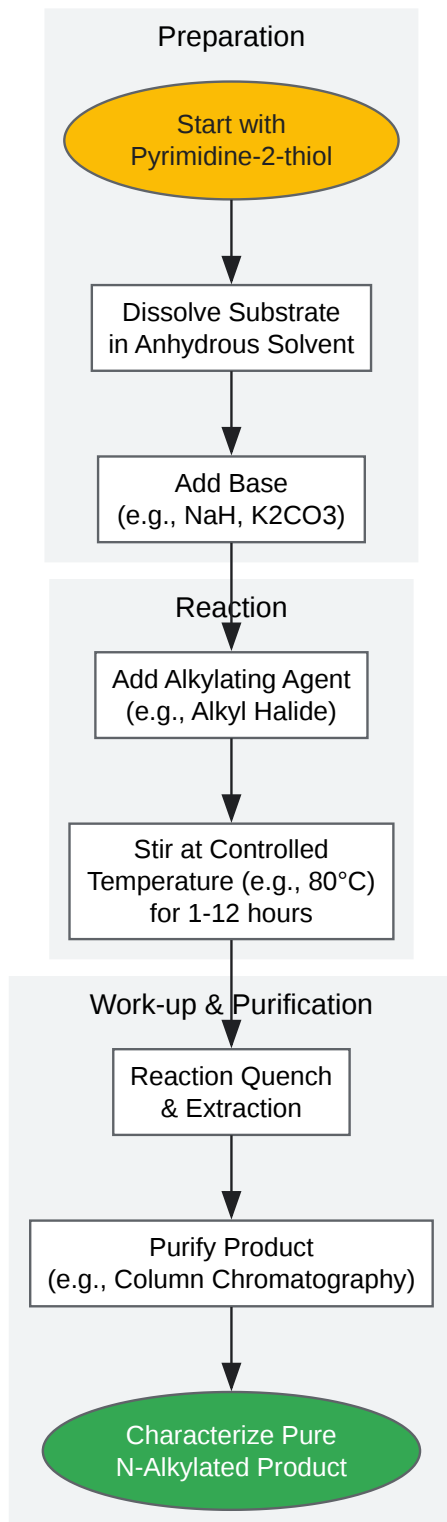 Preparation
Start with
Pyrimidine-2-thiol
Dissolve Substrate
in Anhydrous Solvent
Add Base
(e.g., NaH, K2CO3)
Reaction
Add Alkylating Agent
(e.g., Alkyl Halide)
Stir at Controlled
Temperature (e.g., 80°C)
for 1-12 hours
Work-up & Purification
Reaction Quench
& Extraction
Purify Product
(e.g., Column Chromatography)
Characterize Pure
N-Alkylated Product